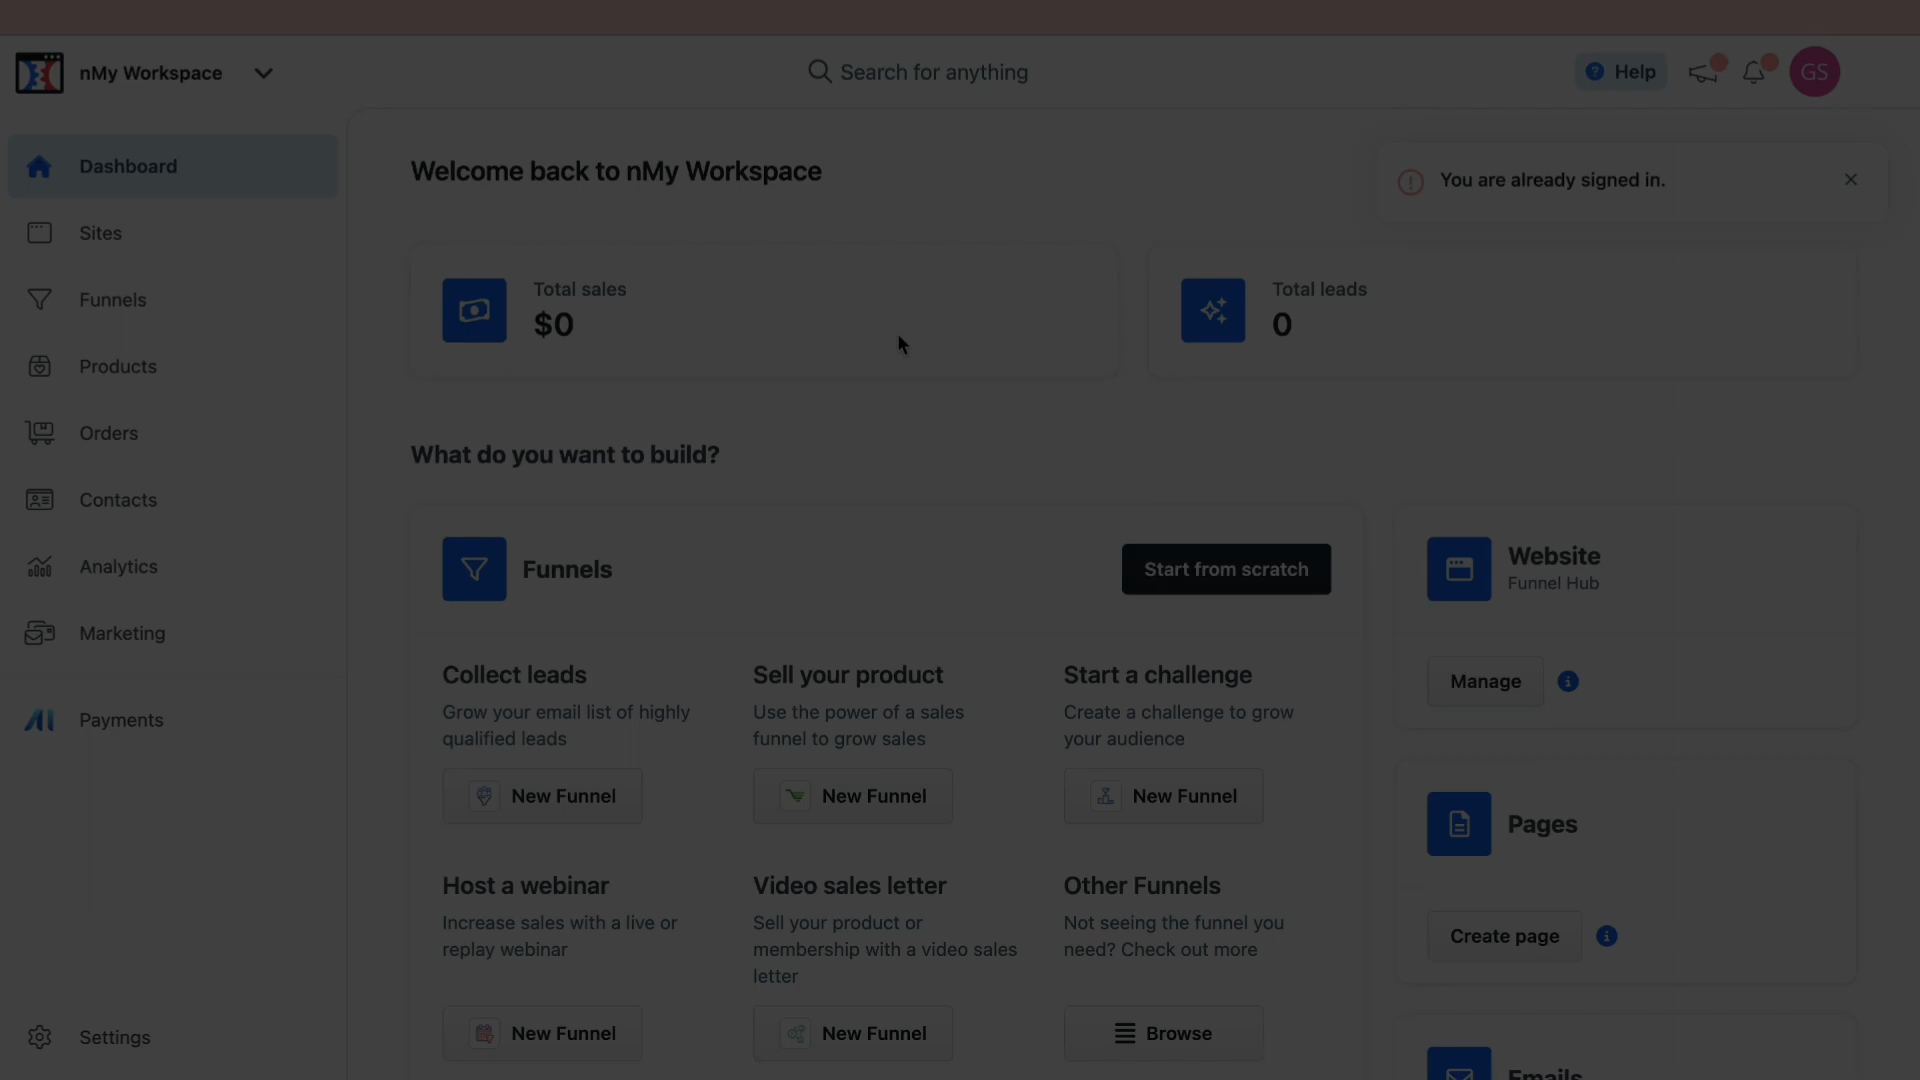 nMy Workspace
Search for anything
Help
GS
Dashboard
Sites
Funnels
Products
Orders
Contacts
Analytics
Marketing
Payments
Settings
Welcome back to nMy Workspace
You are already signed in.
Total sales
$0
Total leads
0
What do you want to build?
Funnels
Start from scratch
Collect leads
Grow your email list of highly
qualified leads
New Funnel
Sell your product
Use the power of a sales
funnel to grow sales
New Funnel
Start a challenge
Create a challenge to grow
your audience
New Funnel
Host a webinar
Increase sales with a live or
replay webinar
New Funnel
Video sales letter
Sell your product or
membership with a video sales
letter
New Funnel
Other Funnels
Not seeing the funnel you
need? Check out more
Browse
Website
Funnel Hub
Manage
Pages
Create page
Emails